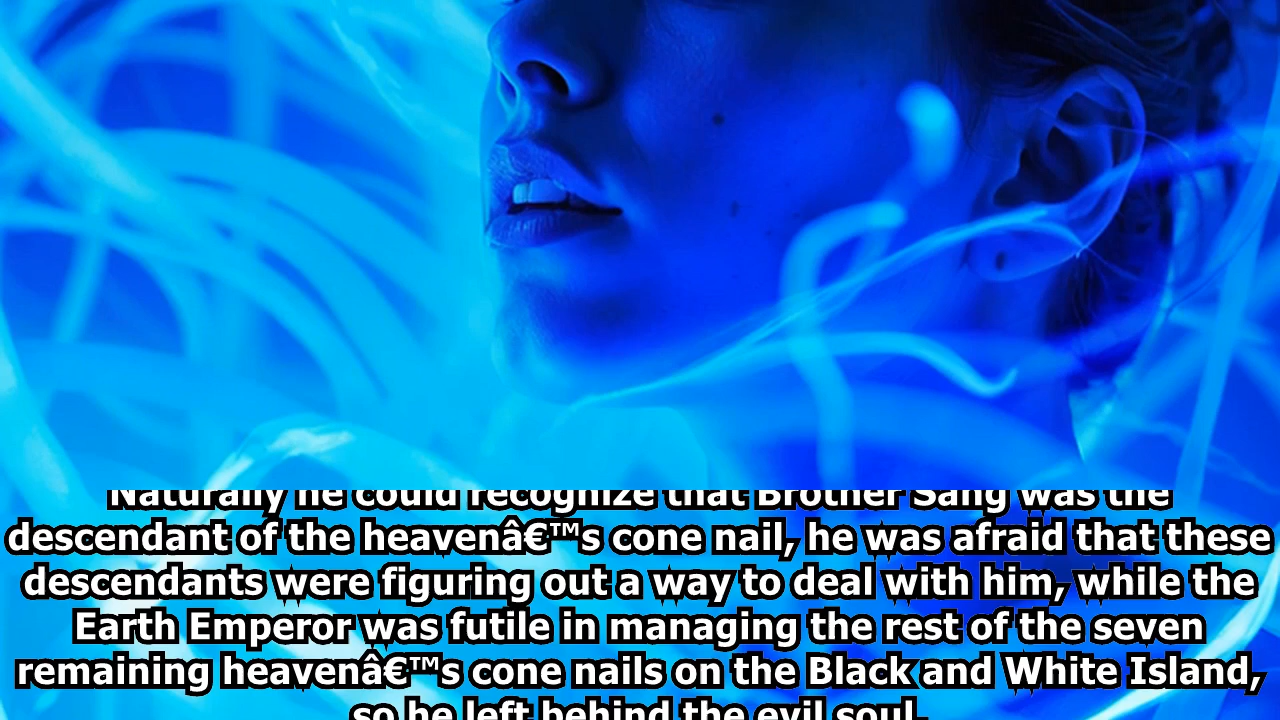 Naturally he could recognize that Brother Sang was the
descendant of the heavenâ€™s cone nail, he was afraid that these
descendants were figuring out a way to deal with him, while the
Earth Emperor was futile in managing the rest of the seven
remaining heavenâ€™s cone nails on the Black and White Island,
so he left behind the evil soul.